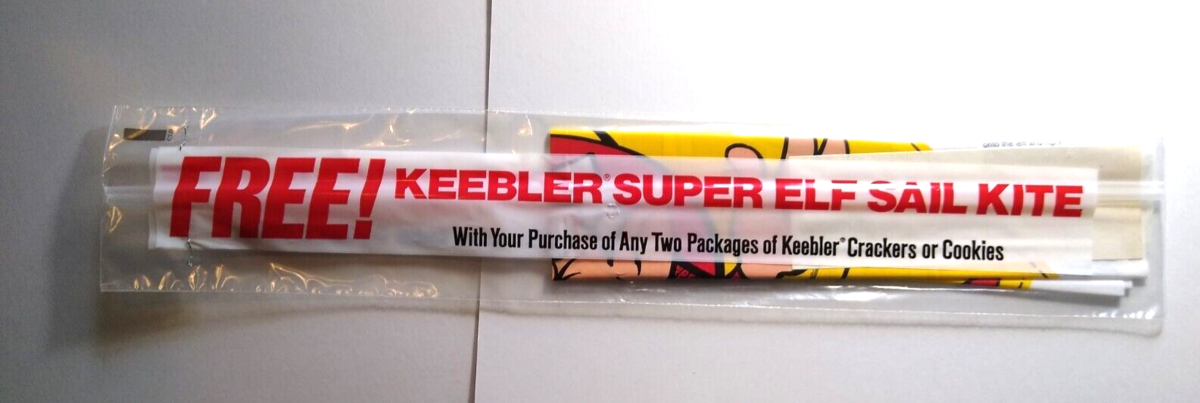 FREE!
KEEBLER® SUPER ELF SAIL KITE
With Your Purchase of Any Two Packages of Keebler® Crackers or Cookies